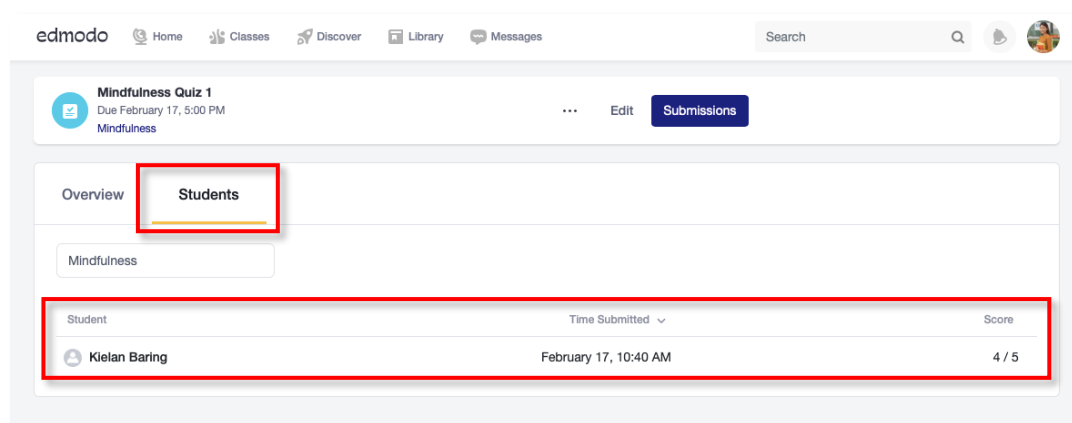 edmodo Home Classes Discover Library Messages Search
Mindfulness Quiz 1
Due February 17, 5:00 PM
Mindfulness
... Edit Submissions
Overview Students
Mindfulness
Student Time Submitted Score
Kielan Baring February 17, 10:40 AM 4 / 5